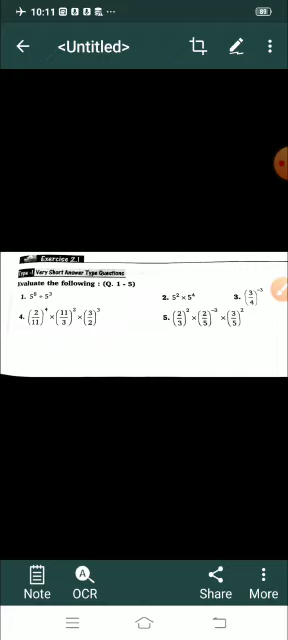 10:11
89
<Untitled>
Exercise 2.1
Type-I Very Short Answer Type Questions
Evaluate the following : (Q. 1 - 5)
1. 5⁸ ÷ 5³ 2. 5² × 5⁴ 3. (3/4)⁻³
4. (2/11)⁴ × (11/3)² × (3/2)³ 5. (2/3)² × (2/5)⁻³ × (3/5)²
Note OCR Share More